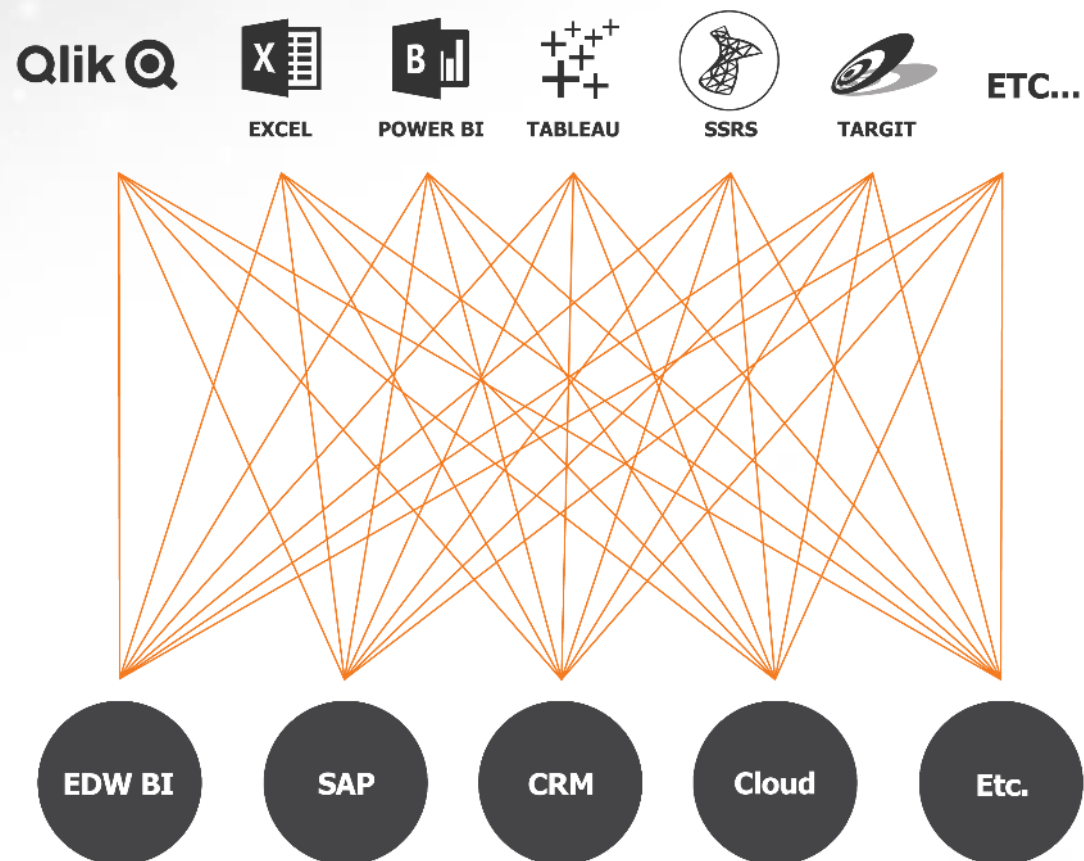 Qlik
X
B
ETC...
EXCEL
POWER BI
TABLEAU
SSRS
TARGIT
EDW BI
SAP
CRM
Cloud
Etc.